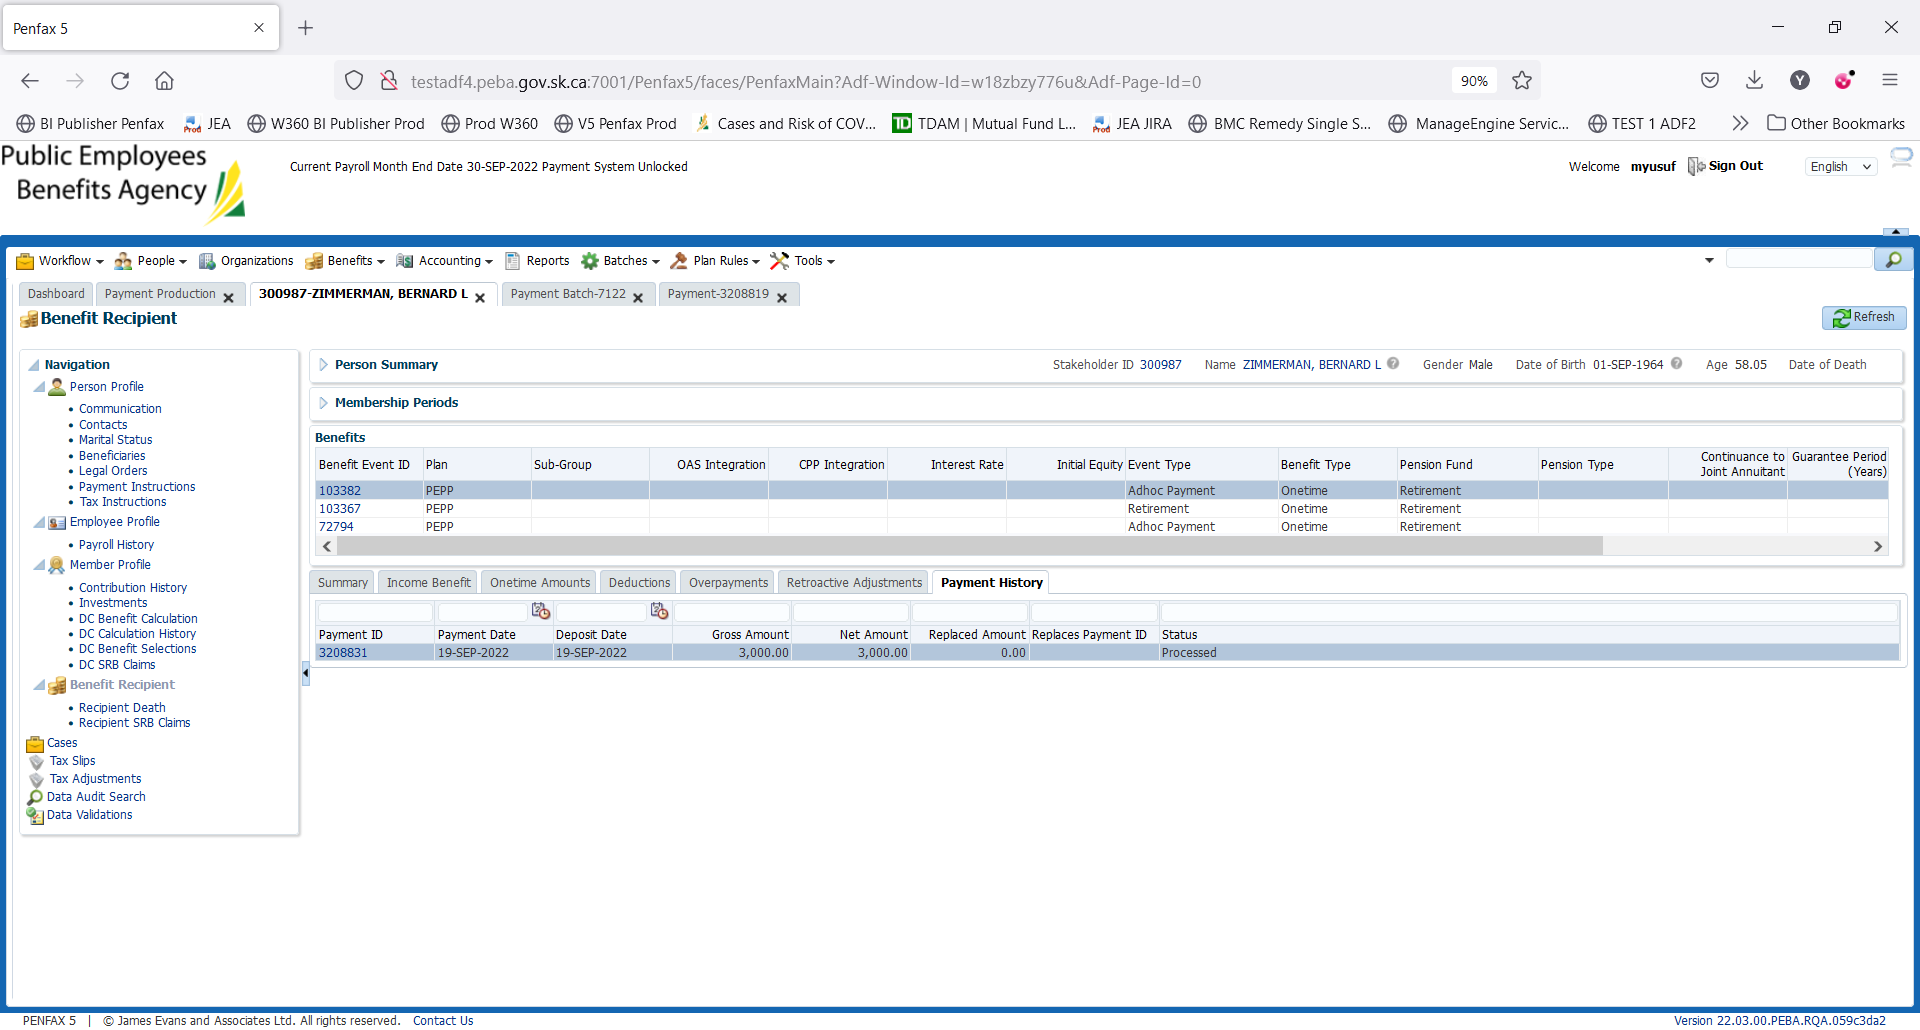 Penfax 5
testadf4.peba.gov.sk.ca:7001/Penfax5/faces/PenfaxMain?Adf-Window-Id=w18zbzy776u&Adf-Page-Id=0
90%
Y
BI Publisher Penfax
JEA
W360 BI Publisher Prod
Prod W360
V5 Penfax Prod
Cases and Risk of COV...
TDAM | Mutual Fund L...
JEA JIRA
BMC Remedy Single S...
ManageEngine Servic...
TEST 1 ADF2
Other Bookmarks
Public Employees
Benefits Agency
Current Payroll Month End Date 30-SEP-2022 Payment System Unlocked
Welcome myusuf Sign Out English
Workflow People Organizations Benefits Accounting Reports Batches Plan Rules Tools
Dashboard Payment Production 300987-ZIMMERMAN, BERNARD L Payment Batch-7122 Payment-3208819
Benefit Recipient
Refresh
Navigation
Person Profile
Communication
Contacts
Marital Status
Beneficiaries
Legal Orders
Payment Instructions
Tax Instructions
Employee Profile
Payroll History
Member Profile
Contribution History
Investments
DC Benefit Calculation
DC Calculation History
DC Benefit Selections
DC SRB Claims
Benefit Recipient
Recipient Death
Recipient SRB Claims
Cases
Tax Slips
Tax Adjustments
Data Audit Search
Data Validations
Person Summary Stakeholder ID 300987 Name ZIMMERMAN, BERNARD L Gender Male Date of Birth 01-SEP-1964 Age 58.05 Date of Death
Membership Periods
Benefits
Benefit Event ID Plan Sub-Group OAS Integration CPP Integration Interest Rate Initial Equity Event Type Benefit Type Pension Fund Pension Type Continuance to Joint Annuitant Guarantee Period (Years)
103382 PEPP Adhoc Payment Onetime Retirement
103367 PEPP Retirement Onetime Retirement
72794 PEPP Adhoc Payment Onetime Retirement
Summary Income Benefit Onetime Amounts Deductions Overpayments Retroactive Adjustments Payment History
Payment ID Payment Date Deposit Date Gross Amount Net Amount Replaced Amount Replaces Payment ID Status
3208831 19-SEP-2022 19-SEP-2022 3,000.00 3,000.00 0.00 Processed
PENFAX 5 | © James Evans and Associates Ltd. All rights reserved. Contact Us
Version 22.03.00.PEBA.RQA.059c3da2